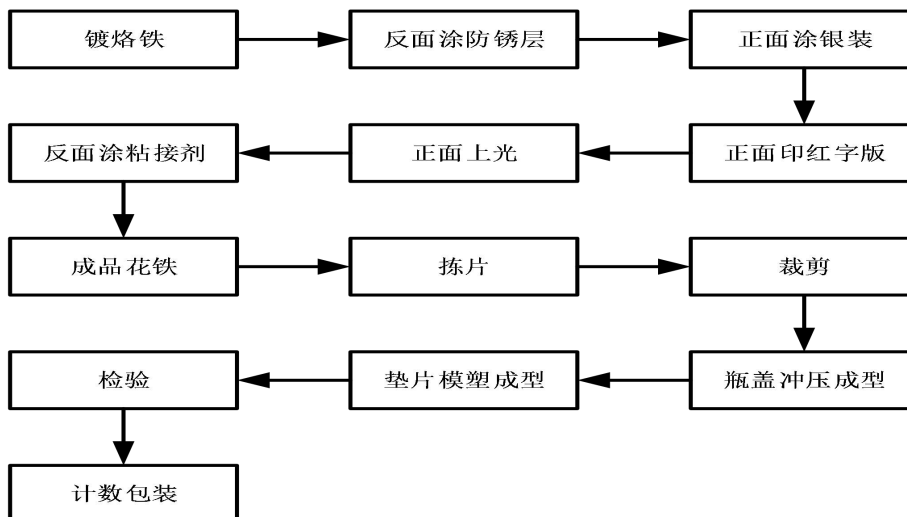 镀烙铁
反面涂防锈层
正面涂银装
正面印红字版
正面上光
反面涂粘接剂
成品花铁
拣片
裁剪
瓶盖冲压成型
垫片模塑成型
检验
计数包装